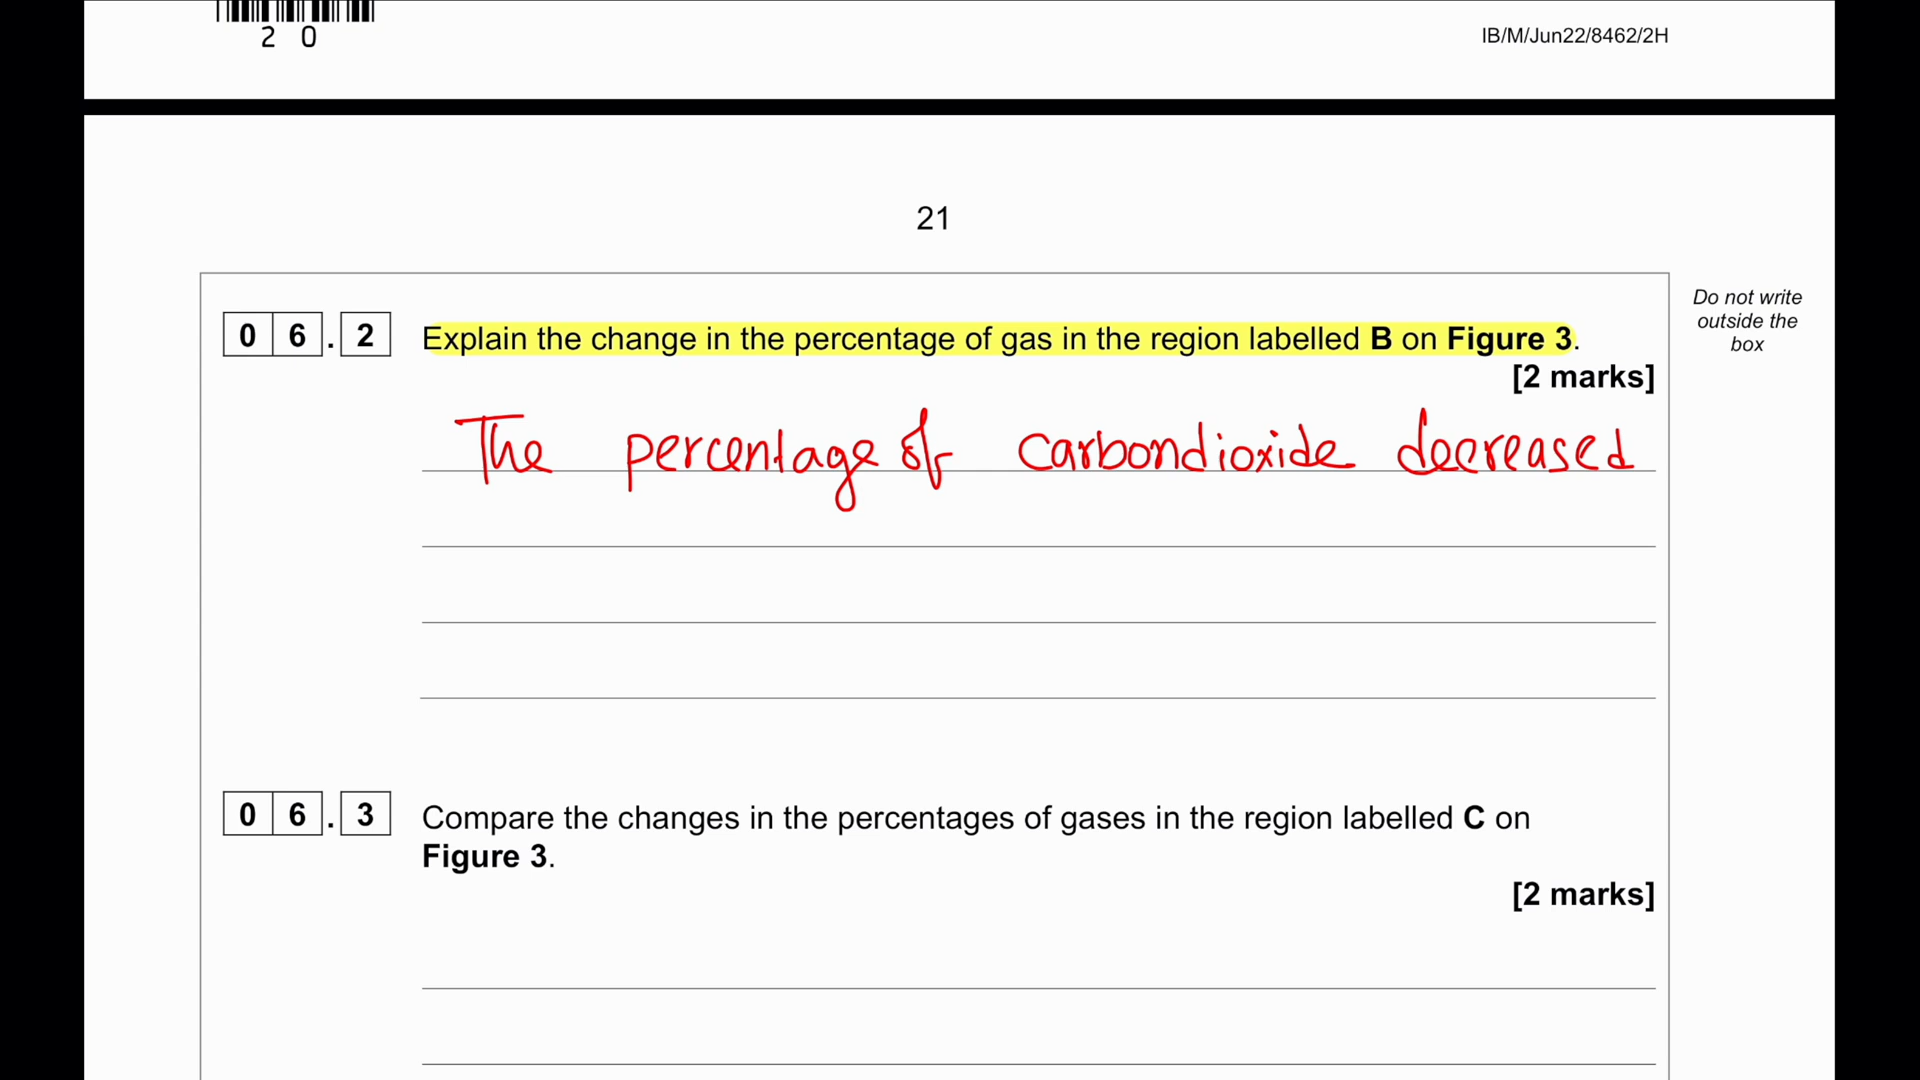 2 0
IB/M/Jun22/8462/2H
21
Do not write
outside the
box
0 6 . 2 Explain the change in the percentage of gas in the region labelled B on Figure 3.
[2 marks]
The percentage of carbondioxide decreased
0 6 . 3 Compare the changes in the percentages of gases in the region labelled C on
Figure 3.
[2 marks]